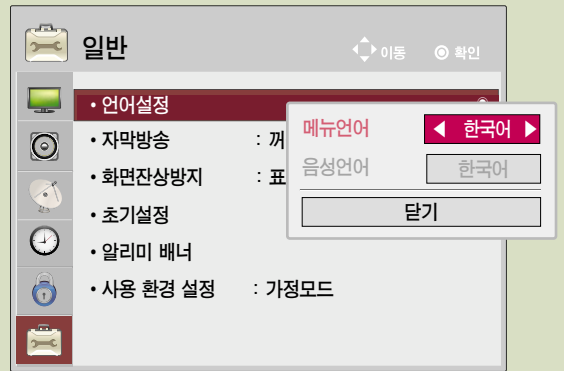 일반
이동 확인
• 언어설정
• 자막방송 : 꺼
• 화면잔상방지 : 표
• 초기설정
• 알리미 배너
• 사용 환경 설정 : 가정모드
메뉴언어 ◀ 한국어 ▶
음성언어 한국어
닫기